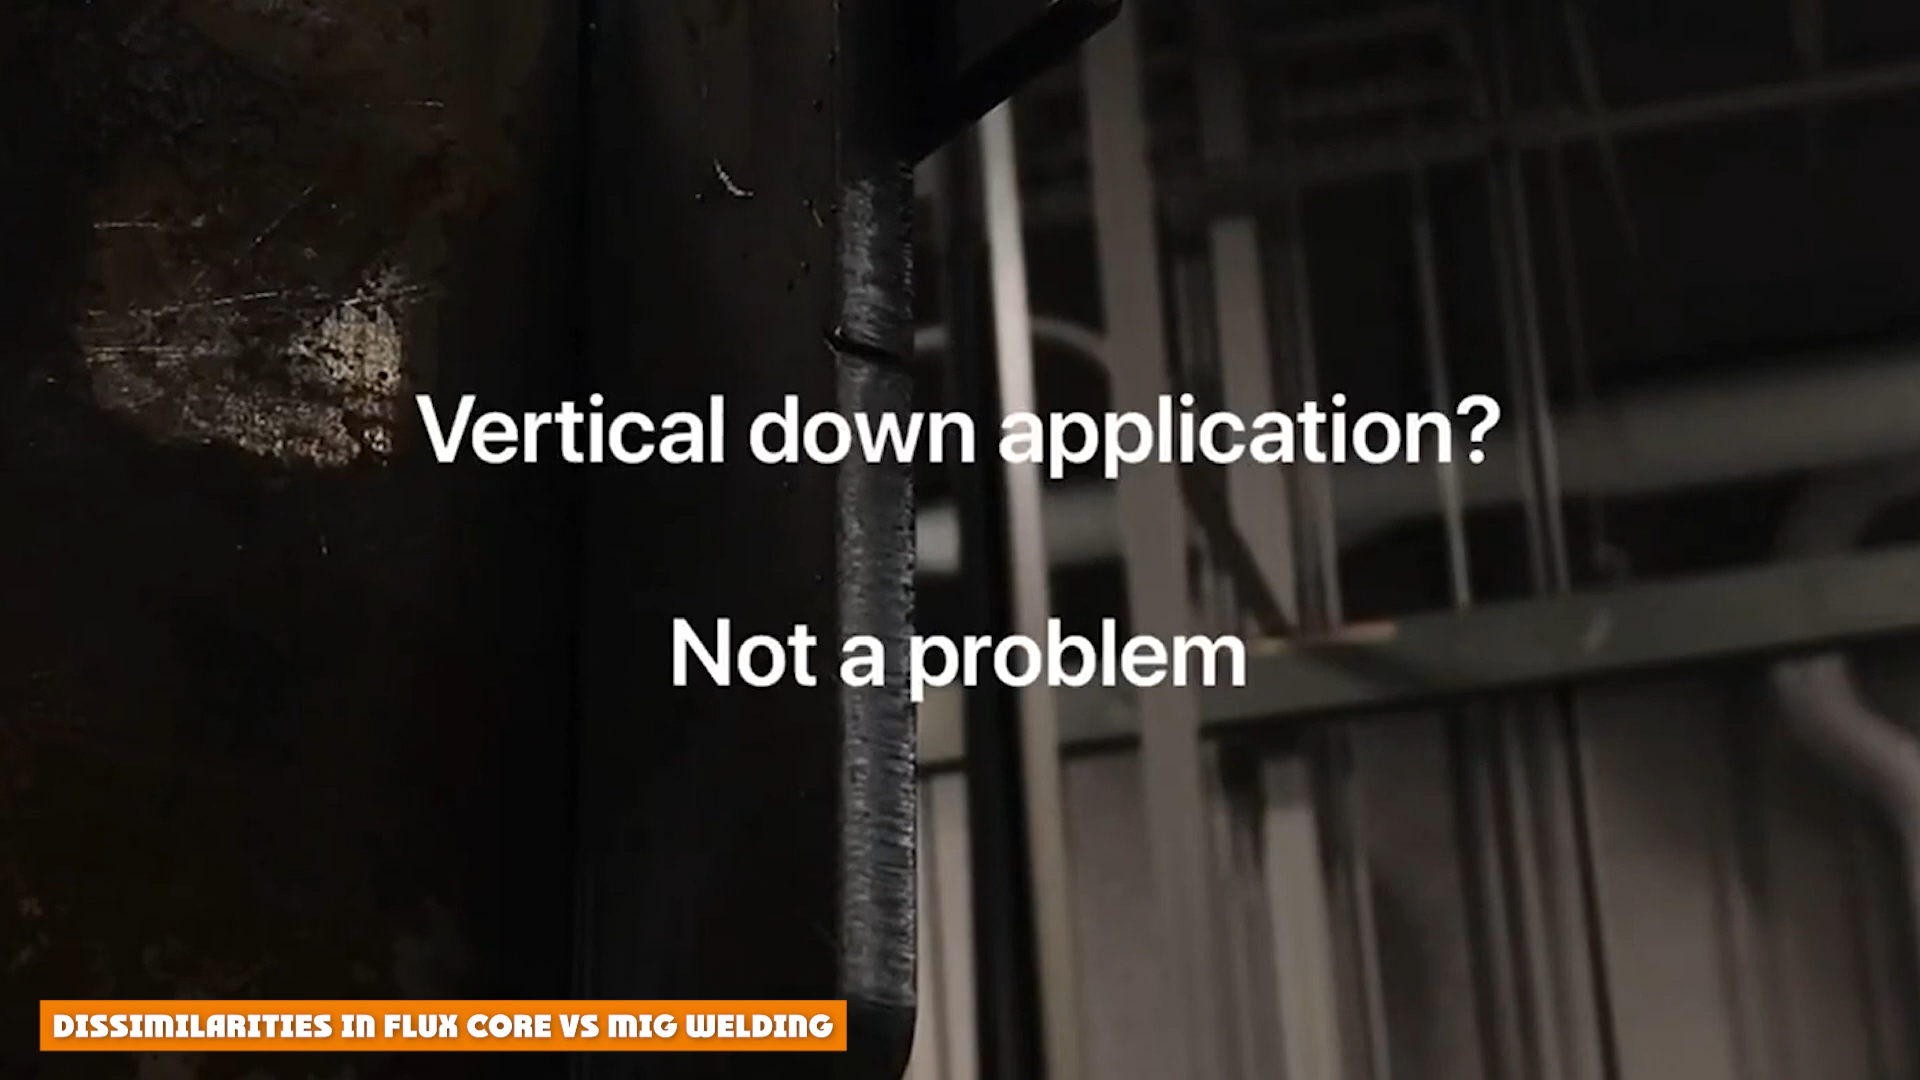 Vertical down application?
Not a problem
DISSIMILARITIES IN FLUX CORE VS MIG WELDING